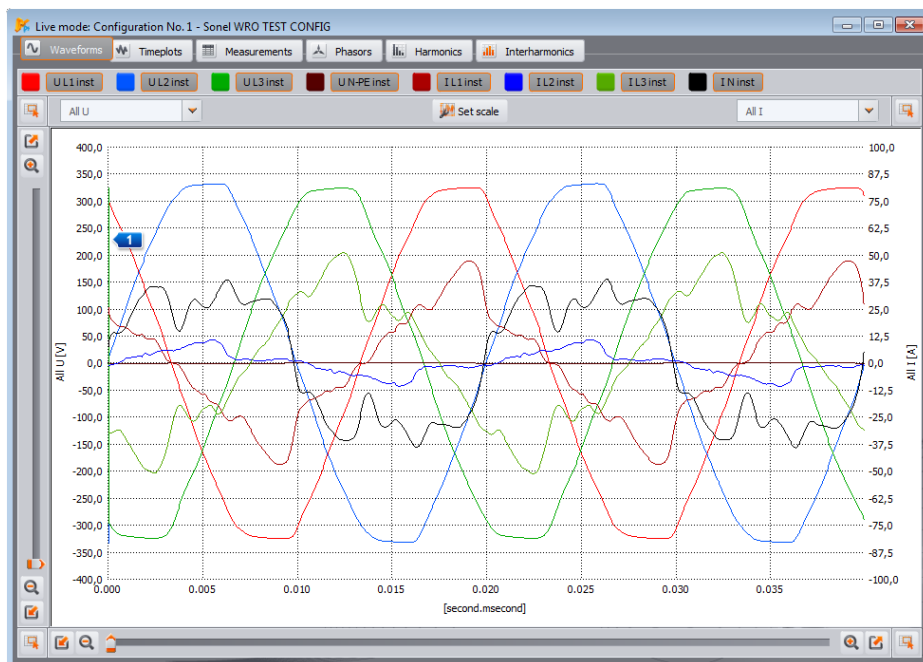 Live mode: Configuration No. 1 - Sonel WRO TEST CONFIG
Waveforms Timeplots Measurements Phasors Harmonics Interharmonics
U L1 inst U L2 inst U L3 inst U N-PE inst I L1 inst I L2 inst I L3 inst I N inst
All U Set scale All I
400,0 100,0
350,0 87,5
300,0 75,0
250,0 62,5
1
200,0 50,0
150,0 37,5
100,0 25,0
50,0 12,5
All U [V] 0,0 0,0 All I [A]
-50,0 -12,5
-100,0 -25,0
-150,0 -37,5
-200,0 -50,0
-250,0 -62,5
-300,0 -75,0
-350,0 -87,5
-400,0 -100,0
0.000 0.005 0.010 0.015 0.020 0.025 0.030 0.035
[second.msecond]